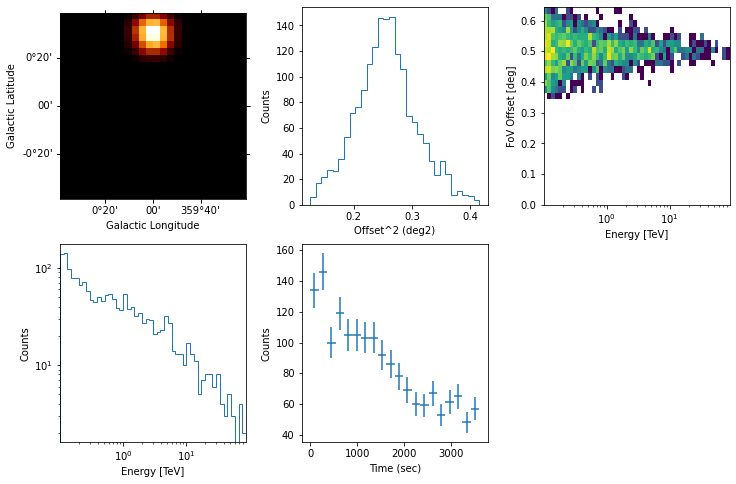 0°20'
00'
-0°20'
Galactic Latitude
0°20' 00' 359°40'
Galactic Longitude
140
120
100
80
60
40
20
0
Counts
0.2 0.3 0.4
Offset^2 (deg2)
0.6
0.5
0.4
0.3
0.2
0.1
0.0
FoV Offset [deg]
10^0 10^1
Energy [TeV]
10^2
10^1
Counts
10^0 10^1
Energy [TeV]
160
140
120
100
80
60
40
Counts
0 1000 2000 3000
Time (sec)